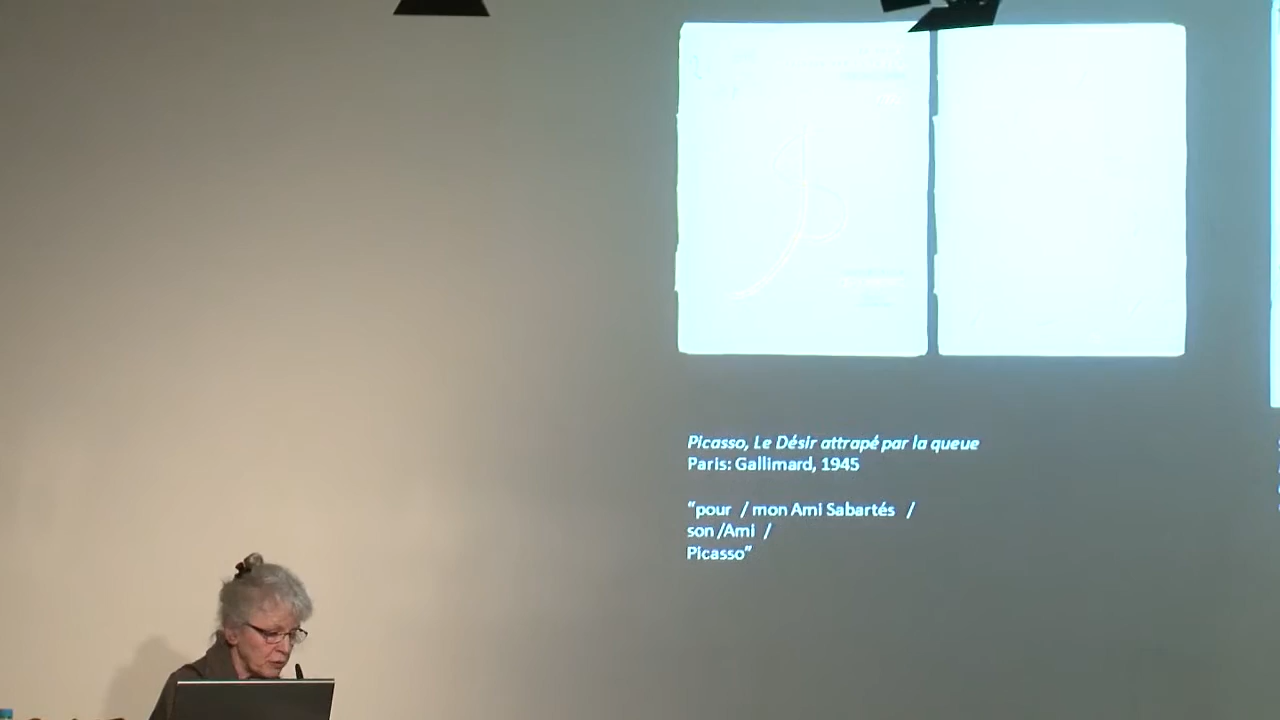 Picasso, Le Désir attrapé par la queue
Paris: Gallimard, 1945
“pour / mon Ami Sabartés /
son /Ami /
Picasso”